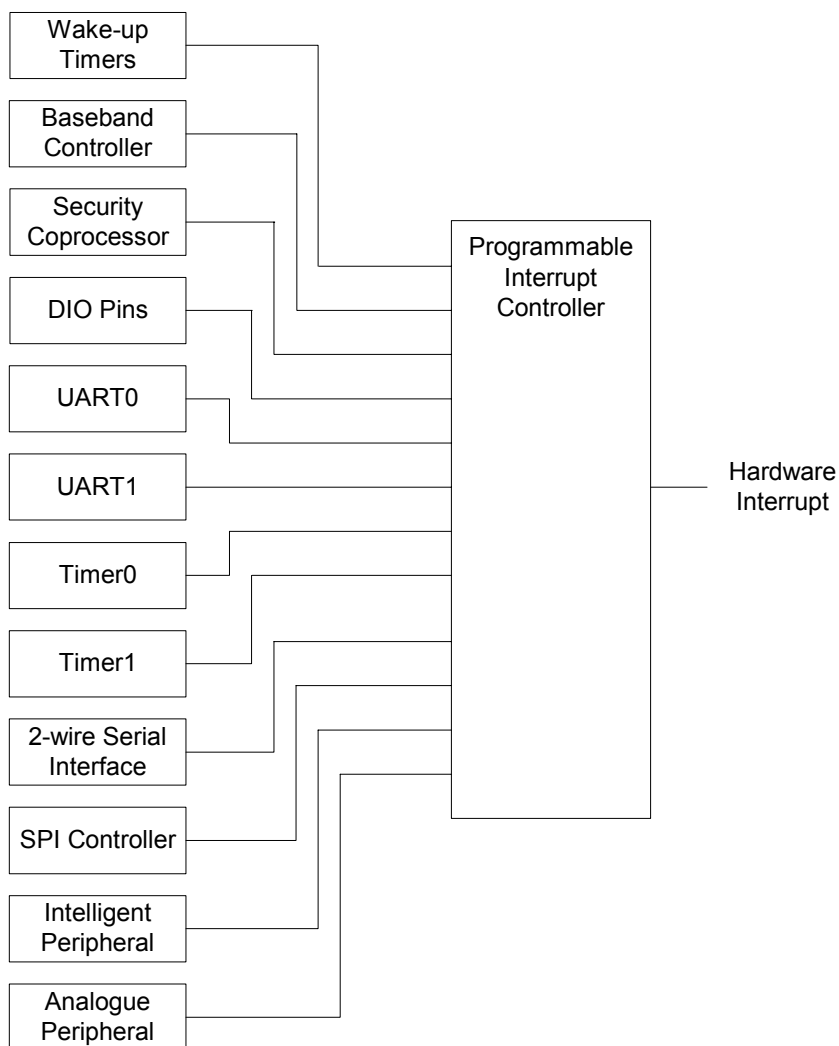 Wake-up
Timers
Baseband
Controller
Security
Coprocessor
DIO Pins
UART0
UART1
Timer0
Timer1
2-wire Serial
Interface
SPI Controller
Intelligent
Peripheral
Analogue
Peripheral
Programmable
Interrupt
Controller
Hardware
Interrupt